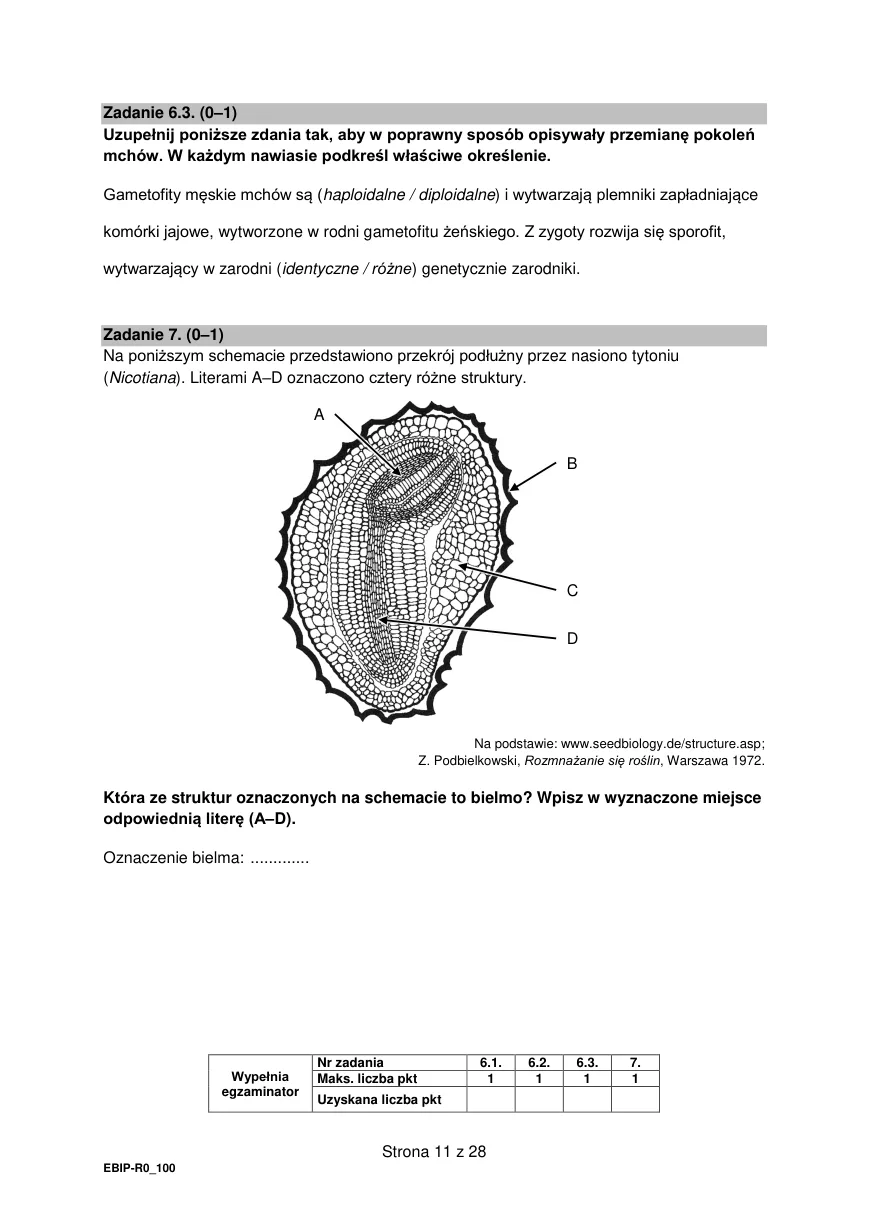 Zadanie 6.3. (0–1)
Uzupełnij poniższe zdania tak, aby w poprawny sposób opisywały przemianę pokoleń
mchów. W każdym nawiasie podkreśl właściwe określenie.
Gametofity męskie mchów są (haploidalne / diploidalne) i wytwarzają plemniki zapładniające
komórki jajowe, wytworzone w rodni gametofitu żeńskiego. Z zygoty rozwija się sporofit,
wytwarzający w zarodni (identyczne / różne) genetycznie zarodniki.
Zadanie 7. (0–1)
Na poniższym schemacie przedstawiono przekrój podłużny przez nasiono tytoniu
(Nicotiana). Literami A–D oznaczono cztery różne struktury.
A
B
C
D
Na podstawie: www.seedbiology.de/structure.asp;
Z. Podbielkowski, Rozmnażanie się roślin, Warszawa 1972.
Która ze struktur oznaczonych na schemacie to bielmo? Wpisz w wyznaczone miejsce
odpowiednią literę (A–D).
Oznaczenie bielma: .............
Wypełnia
egzaminator
Nr zadania 6.1. 6.2. 6.3. 7.
Maks. liczba pkt 1 1 1 1
Uzyskana liczba pkt
Strona 11 z 28
EBIP-R0_100